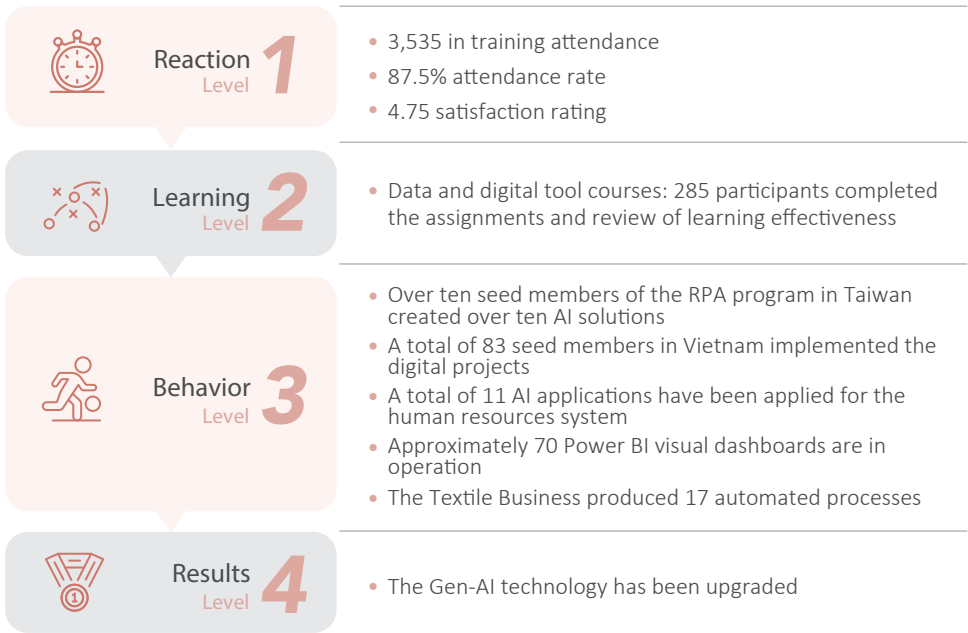 Reaction
Level
1
• 3,535 in training attendance
• 87.5% attendance rate
• 4.75 satisfaction rating
Learning
Level
2
• Data and digital tool courses: 285 participants completed
the assignments and review of learning effectiveness
Behavior
Level
3
• Over ten seed members of the RPA program in Taiwan
created over ten AI solutions
• A total of 83 seed members in Vietnam implemented the
digital projects
• A total of 11 AI applications have been applied for the
human resources system
• Approximately 70 Power BI visual dashboards are in
operation
• The Textile Business produced 17 automated processes
1
Results
Level
4
• The Gen-AI technology has been upgraded